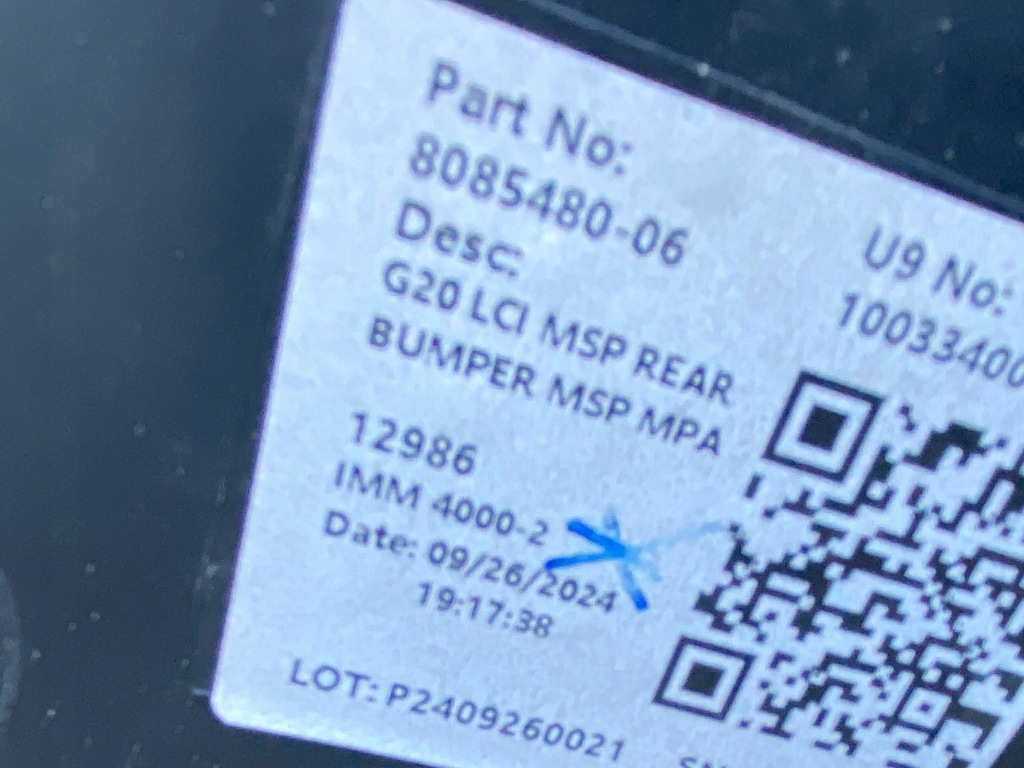 Part No:
8085480-06
Desc:
G20 LCI MSP REAR
BUMPER MSP MPA
12986
IMM 4000-2
Date: 09/26/2024
19:17:38
LOT: P2409260021
U9 No:
10033400